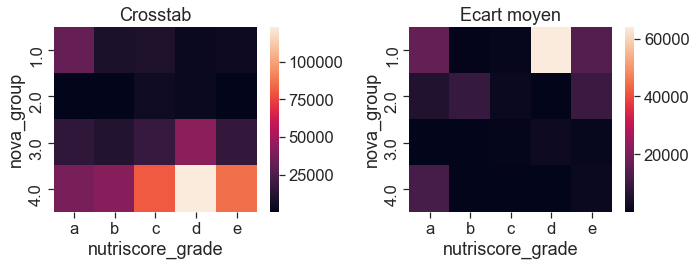 Crosstab
nova_group
1.0
2.0
3.0
4.0
a b c d e
nutriscore_grade
100000
75000
50000
25000
Ecart moyen
nova_group
1.0
2.0
3.0
4.0
a b c d e
nutriscore_grade
60000
40000
20000